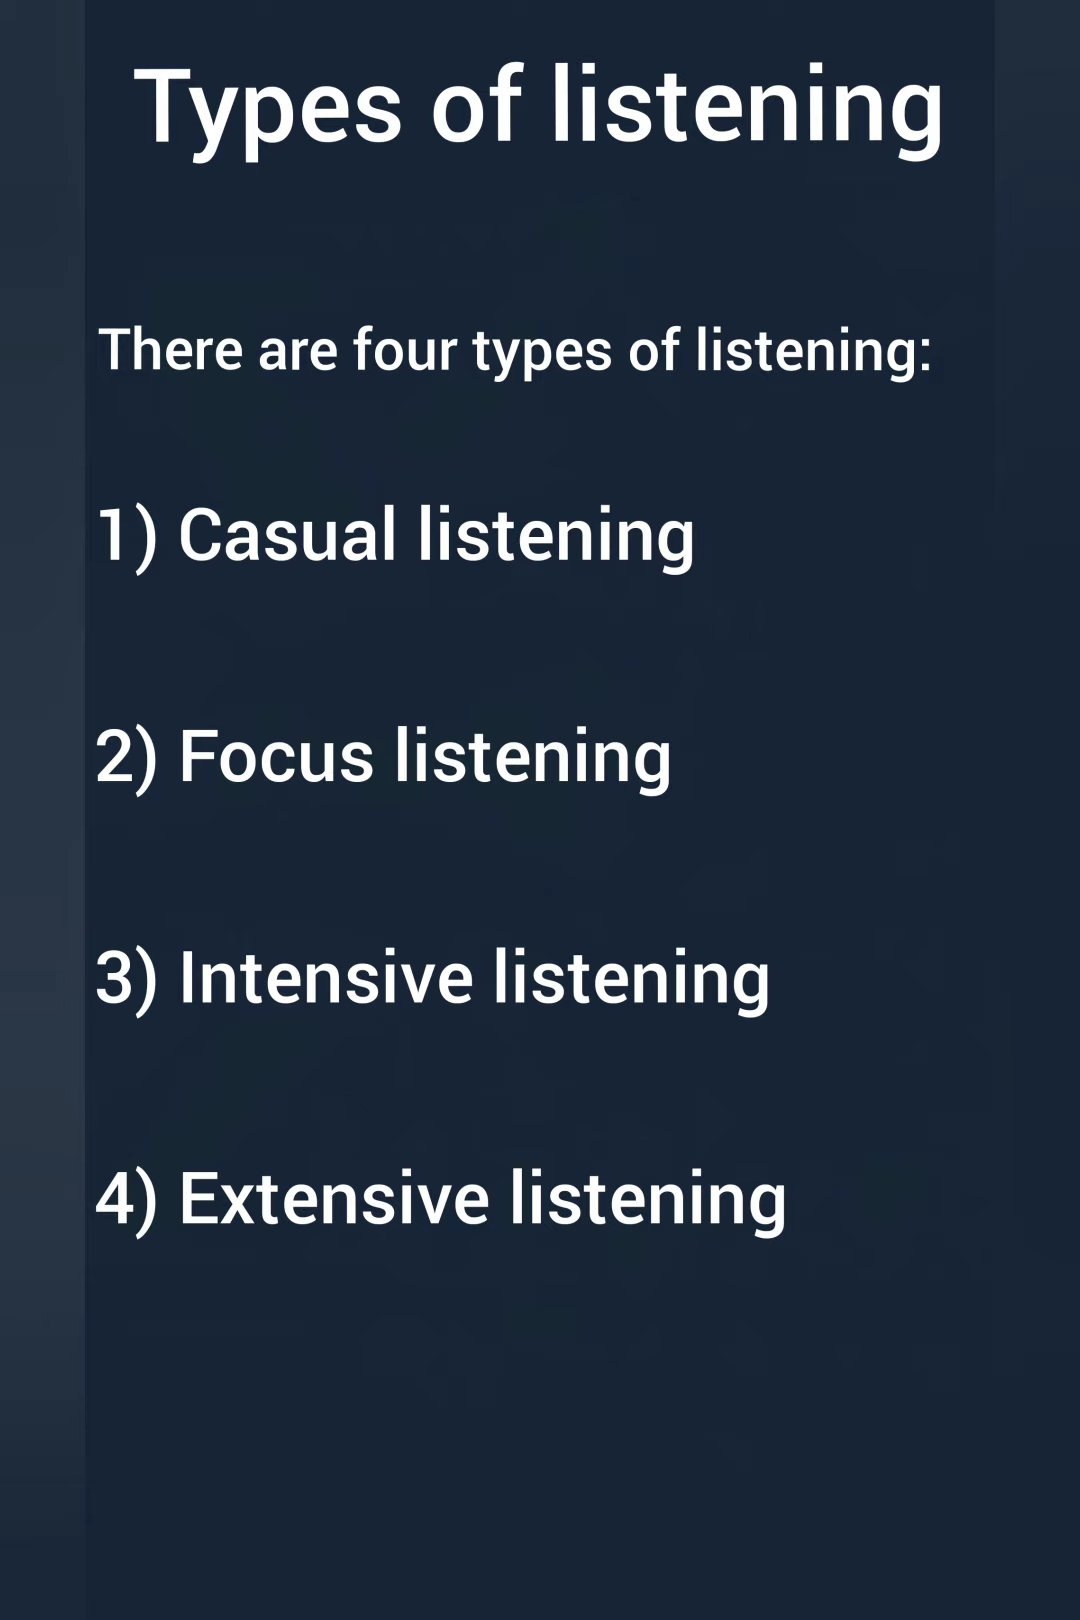 Types of listening
There are four types of listening:
1) Casual listening
2) Focus listening
3) Intensive listening
4) Extensive listening